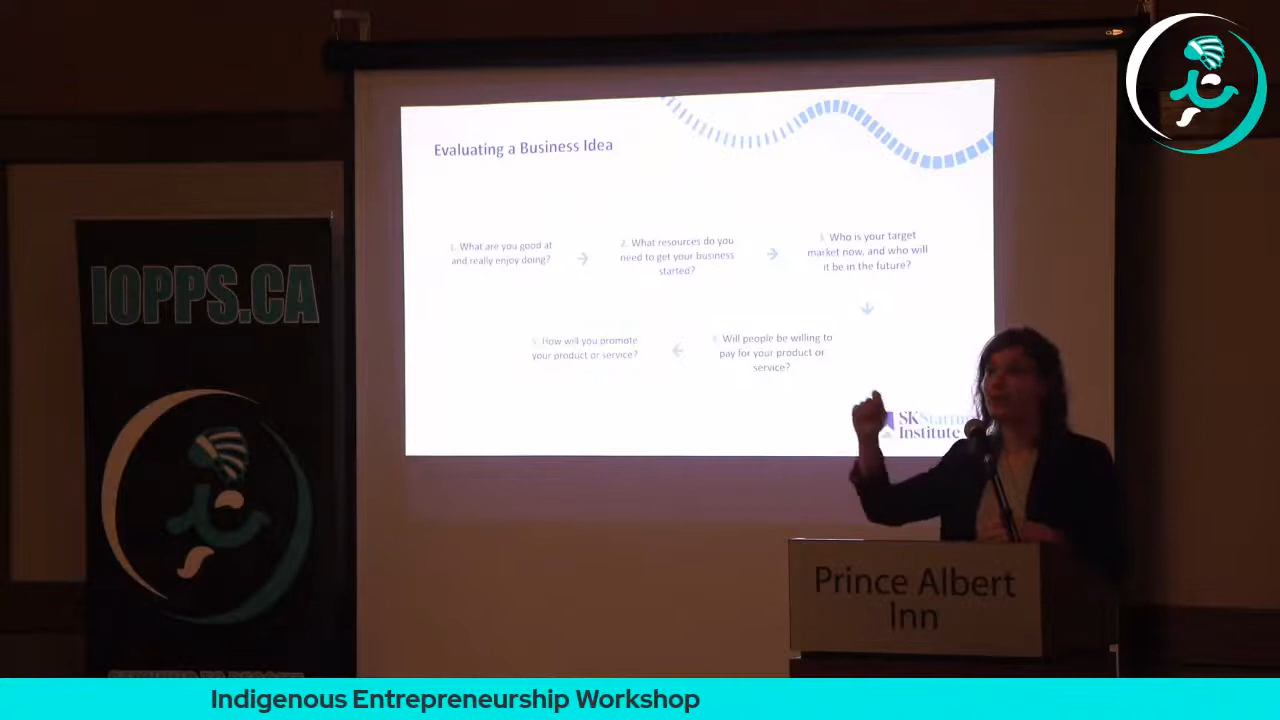 Evaluating a Business Idea
1. What are you good at
and really enjoy doing?
2. What resources do you
need to get your business
started?
3. Who is your target
market now, and who will
it be in the future?
4. Will people be willing to
pay for your product or
service?
5. How will you promote
your product or service?
SKStartup
Institute
IOPPS.CA
Prince Albert
Inn
Indigenous Entrepreneurship Workshop